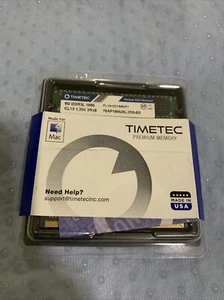 TIMETEC
8G DDR3L 1866
CL13 1.35V 2Rx8
Made for
Mac
TIMETEC
PREMIUM MEMORY
Need Help?
support@timetecinc.com
MADE IN
USA